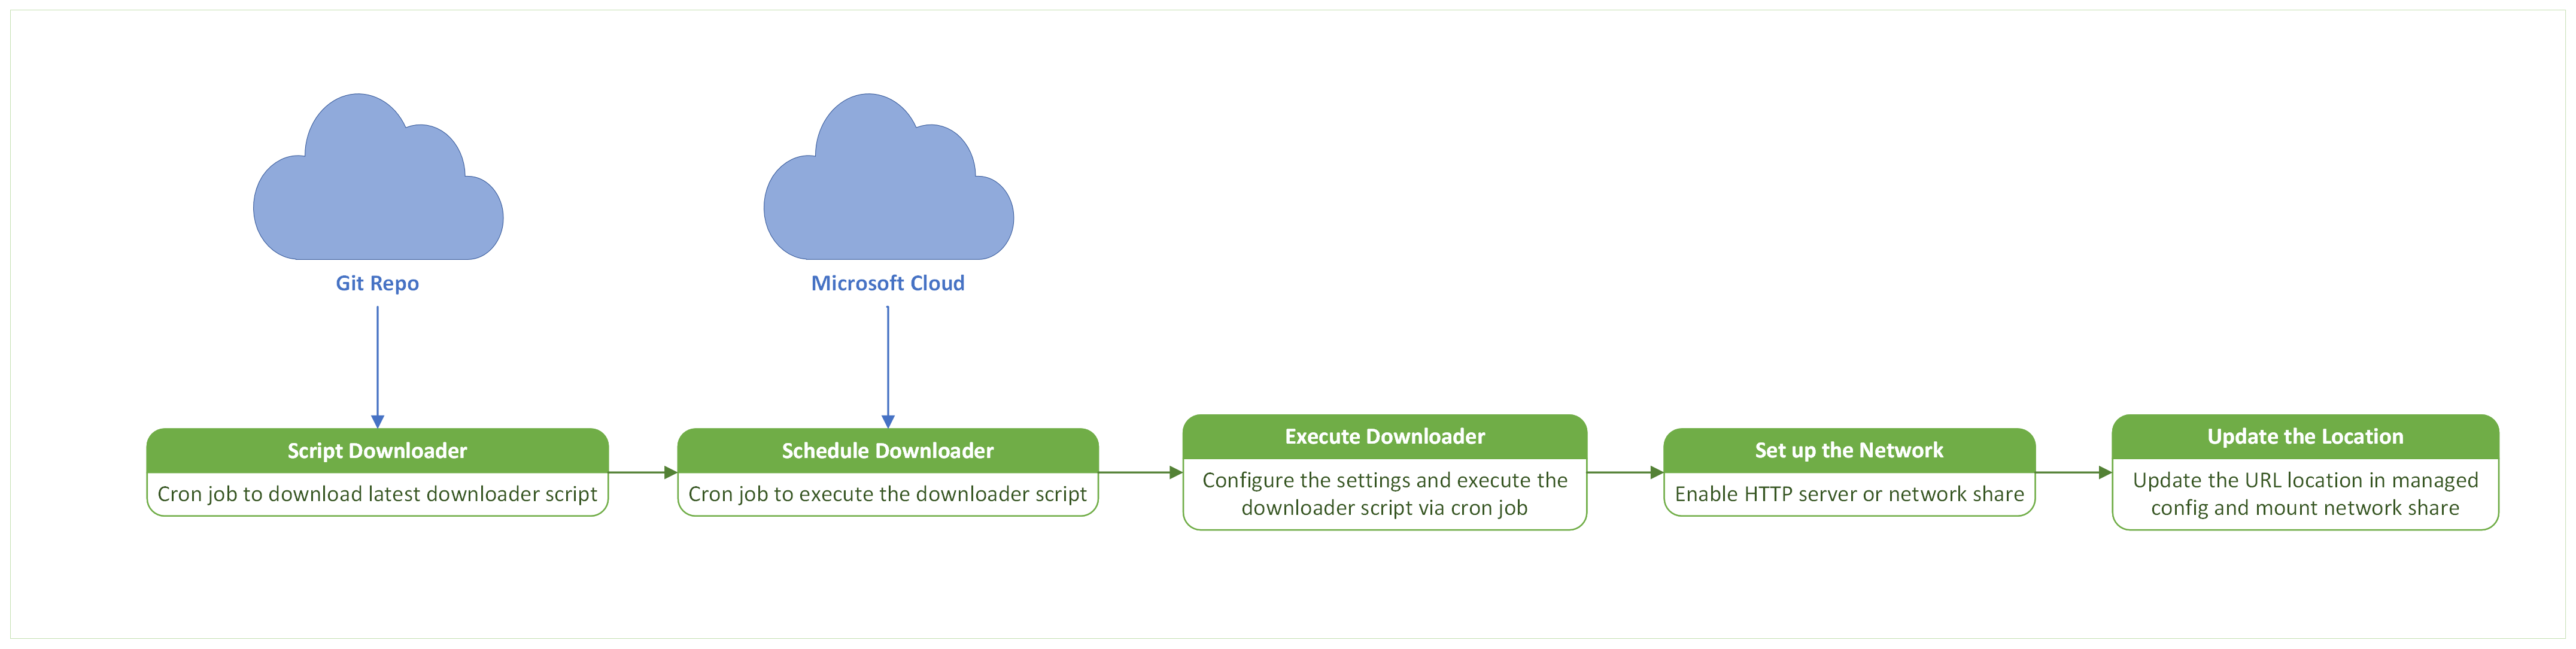 Git Repo
Microsoft Cloud
Script Downloader
Cron job to download latest downloader script
Schedule Downloader
Cron job to execute the downloader script
Execute Downloader
Configure the settings and execute the
downloader script via cron job
Set up the Network
Enable HTTP server or network share
Update the Location
Update the URL location in managed
config and mount network share